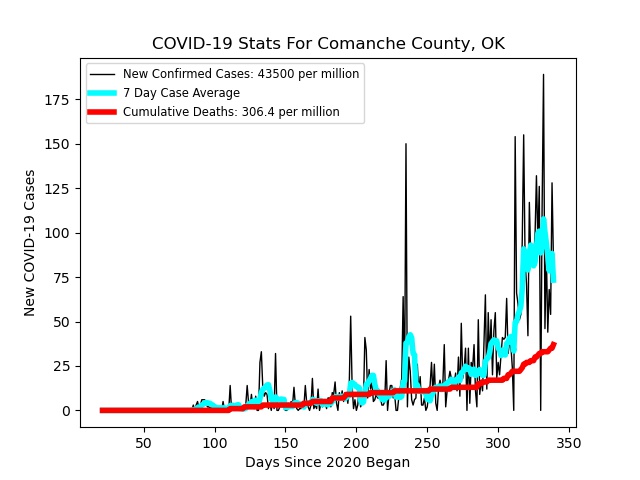 COVID-19 Stats For Comanche County, OK
New Confirmed Cases: 43500 per million
7 Day Case Average
Cumulative Deaths: 306.4 per million
New COVID-19 Cases
175
150
125
100
75
50
25
0
50 100 150 200 250 300 350
Days Since 2020 Began